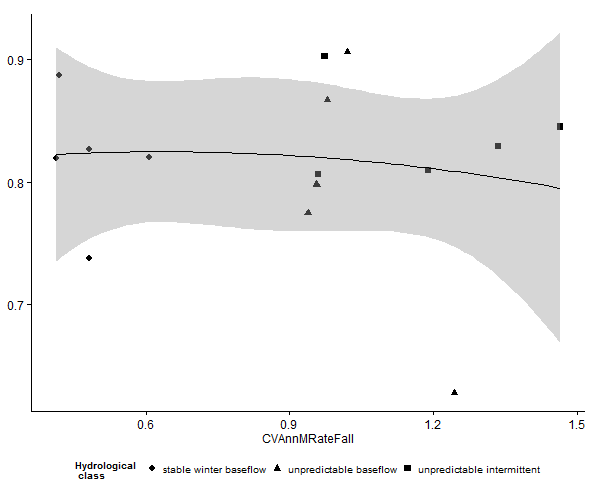 0.9
0.8
0.7
0.6 0.9 1.2 1.5
CVAnnMRateFall
Hydrological
class
stable winter baseflow unpredictable baseflow unpredictable intermittent